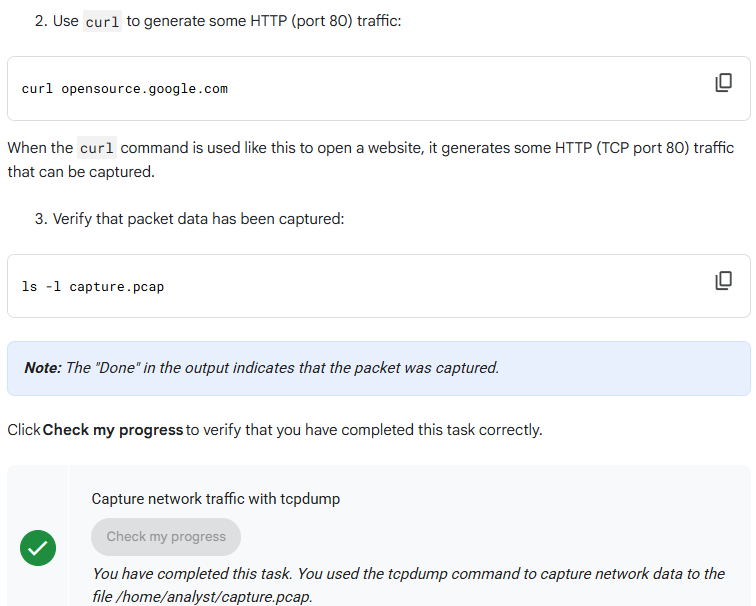 2. Use curl to generate some HTTP (port 80) traffic:
curl opensource.google.com
When the curl command is used like this to open a website, it generates some HTTP (TCP port 80) traffic
that can be captured.
3. Verify that packet data has been captured:
ls -l capture.pcap
Note: The "Done" in the output indicates that the packet was captured.
Click Check my progress to verify that you have completed this task correctly.
Capture network traffic with tcpdump
Check my progress
You have completed this task. You used the tcpdump command to capture network data to the
file /home/analyst/capture.pcap.